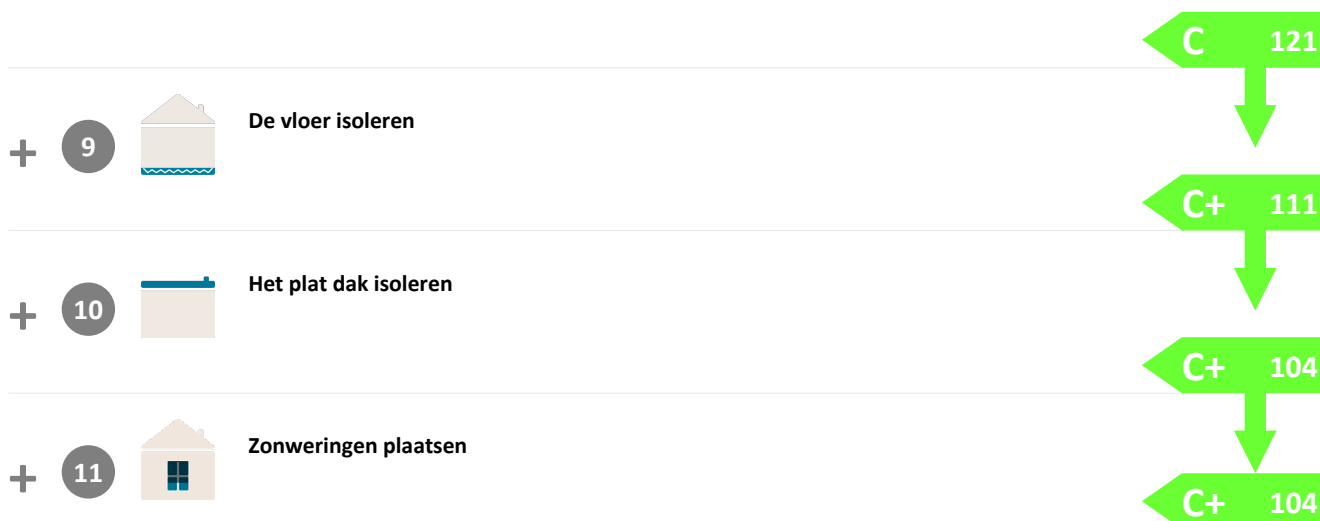 C 121
+ 9 De vloer isoleren
C+ 111
+ 10 Het plat dak isoleren
C+ 104
+ 11 Zonweringen plaatsen
C+ 104